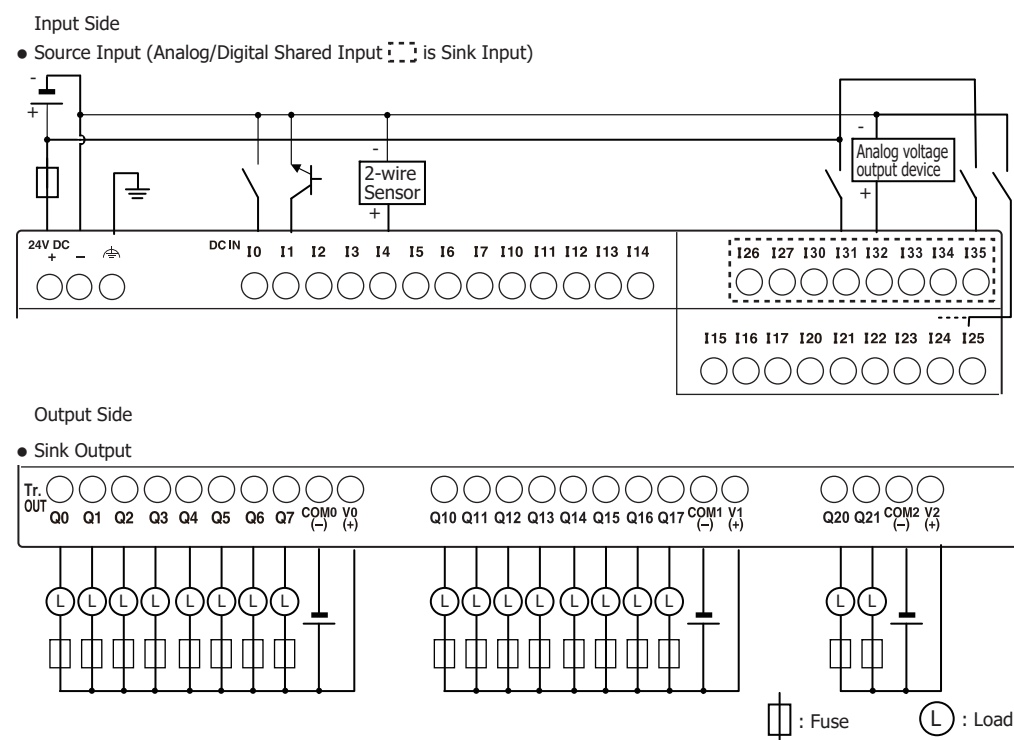 Input Side
● Source Input (Analog/Digital Shared Input is Sink Input)
-
+
-
2-wire
Sensor
+
-
Analog voltage
output device
+
24V DC
+ −
DC IN I0 I1 I2 I3 I4 I5 I6 I7 I10 I11 I12 I13 I14
I26 I27 I30 I31 I32 I33 I34 I35
I15 I16 I17 I20 I21 I22 I23 I24 I25
Output Side
● Sink Output
Tr.
OUT
Q0 Q1 Q2 Q3 Q4 Q5 Q6 Q7 COM0 (−) V0 (+)
Q10 Q11 Q12 Q13 Q14 Q15 Q16 Q17 COM1 (−) V1 (+)
Q20 Q21 COM2 (−) V2 (+)
L L L L L L L L
L L L L L L L L
L L
: Fuse
L : Load